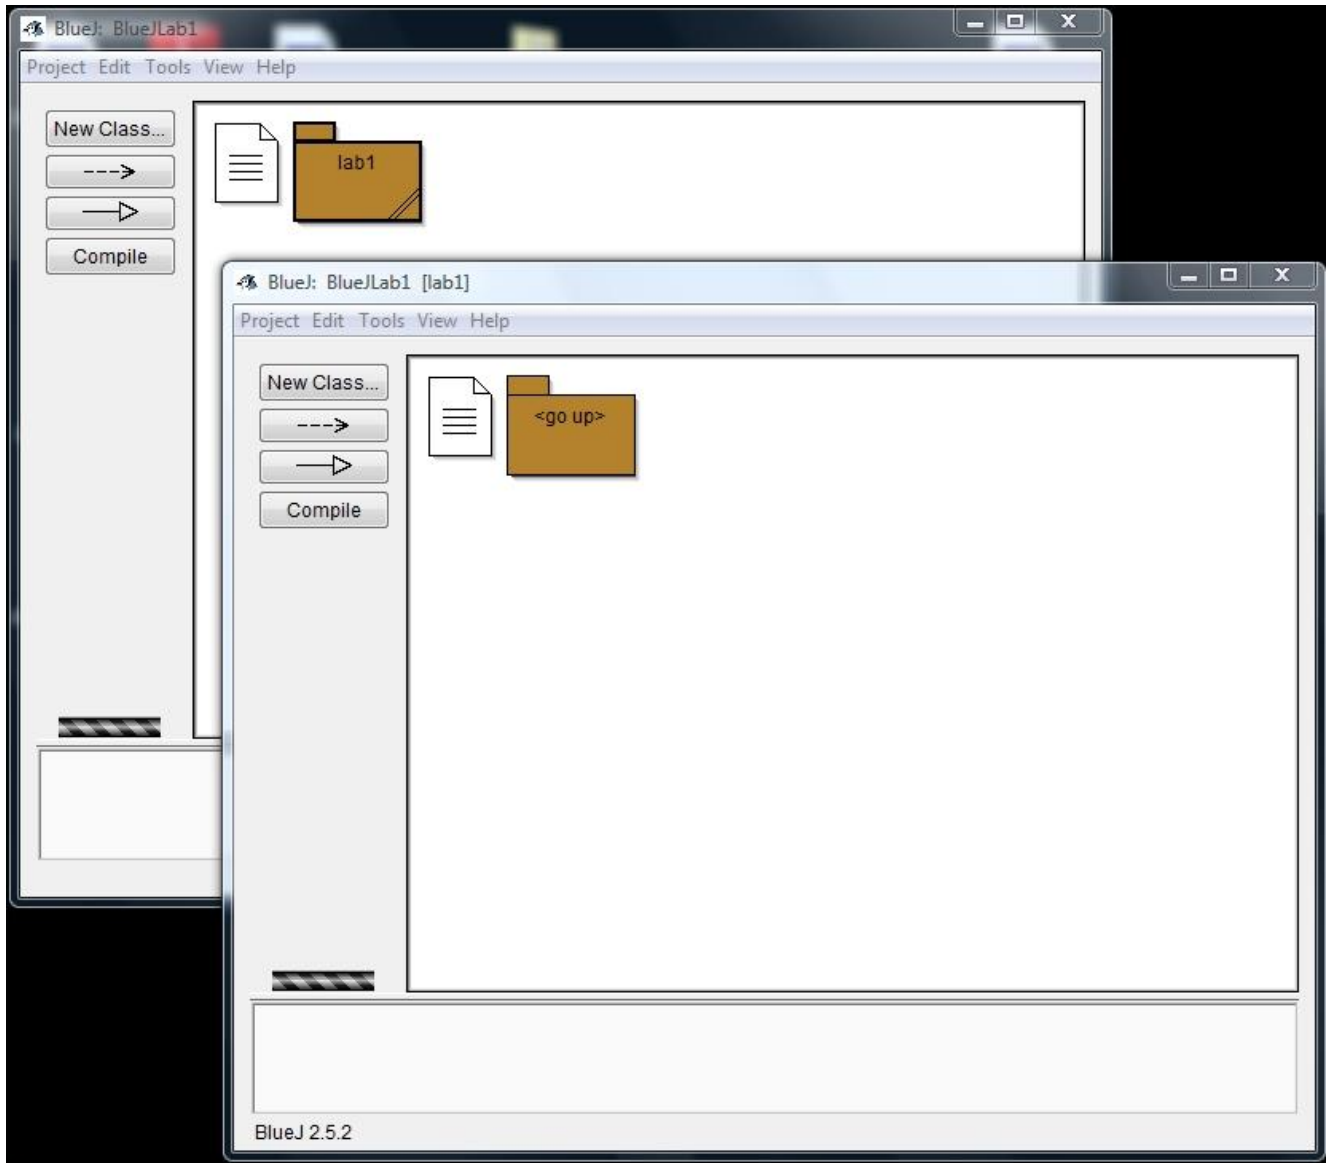 BlueJ: BlueJLab1
Project Edit Tools View Help
New Class...
lab1
Compile
BlueJ: BlueJLab1 [lab1]
Project Edit Tools View Help
New Class...
<go up>
Compile
BlueJ 2.5.2